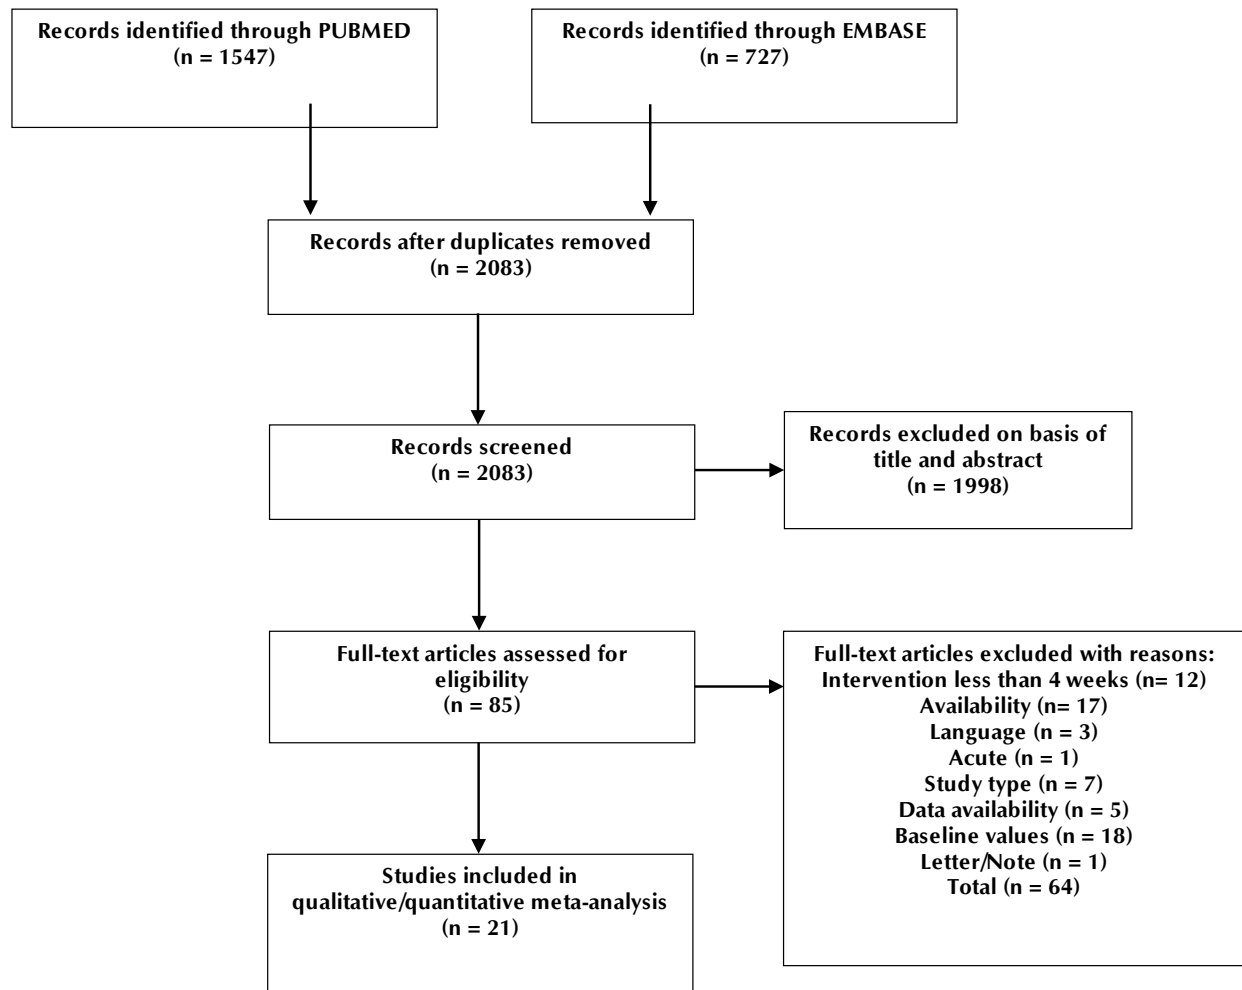 Records identified through PUBMED
(n = 1547)
Records identified through EMBASE
(n = 727)
Records after duplicates removed
(n = 2083)
Records screened
(n = 2083)
Records excluded on basis of
title and abstract
(n = 1998)
Full-text articles assessed for
eligibility
(n = 85)
Full-text articles excluded with reasons:
Intervention less than 4 weeks (n= 12)
Availability (n= 17)
Language (n = 3)
Acute (n = 1)
Study type (n = 7)
Data availability (n = 5)
Baseline values (n = 18)
Letter/Note (n = 1)
Total (n = 64)
Studies included in
qualitative/quantitative meta-analysis
(n = 21)